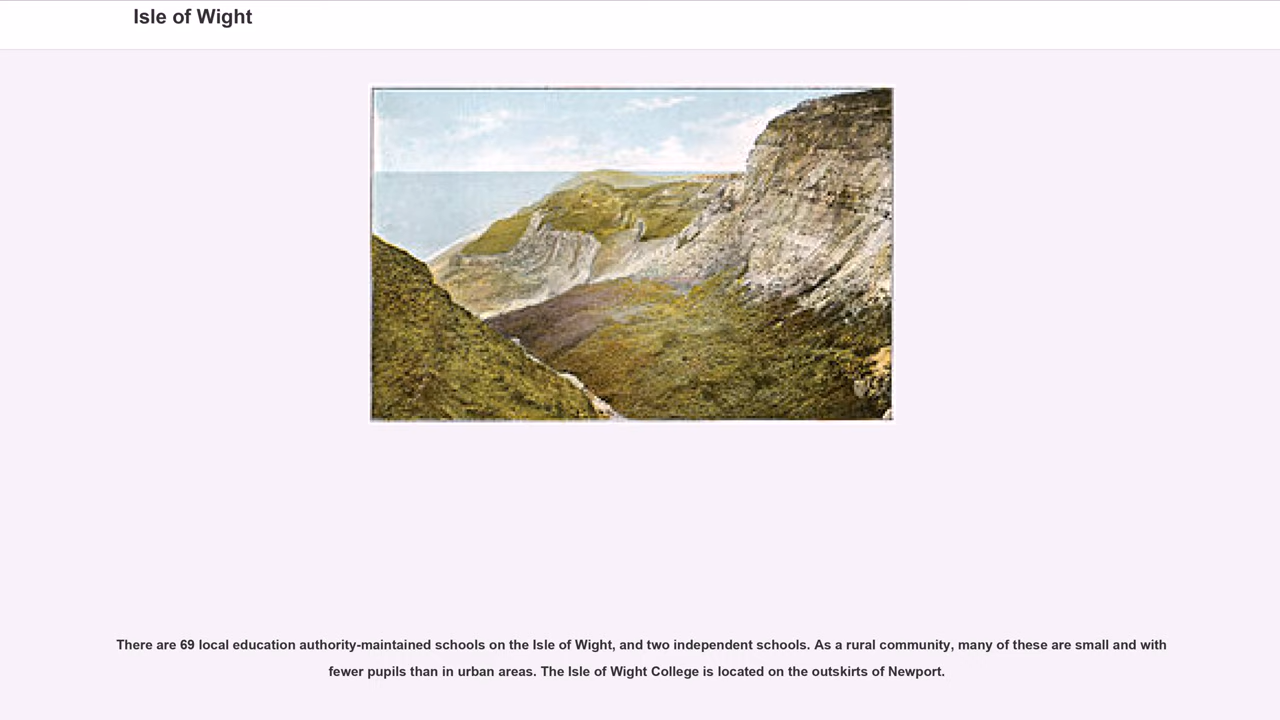 Isle of Wight
There are 69 local education authority-maintained schools on the Isle of Wight, and two independent schools. As a rural community, many of these are small and with
fewer pupils than in urban areas. The Isle of Wight College is located on the outskirts of Newport.